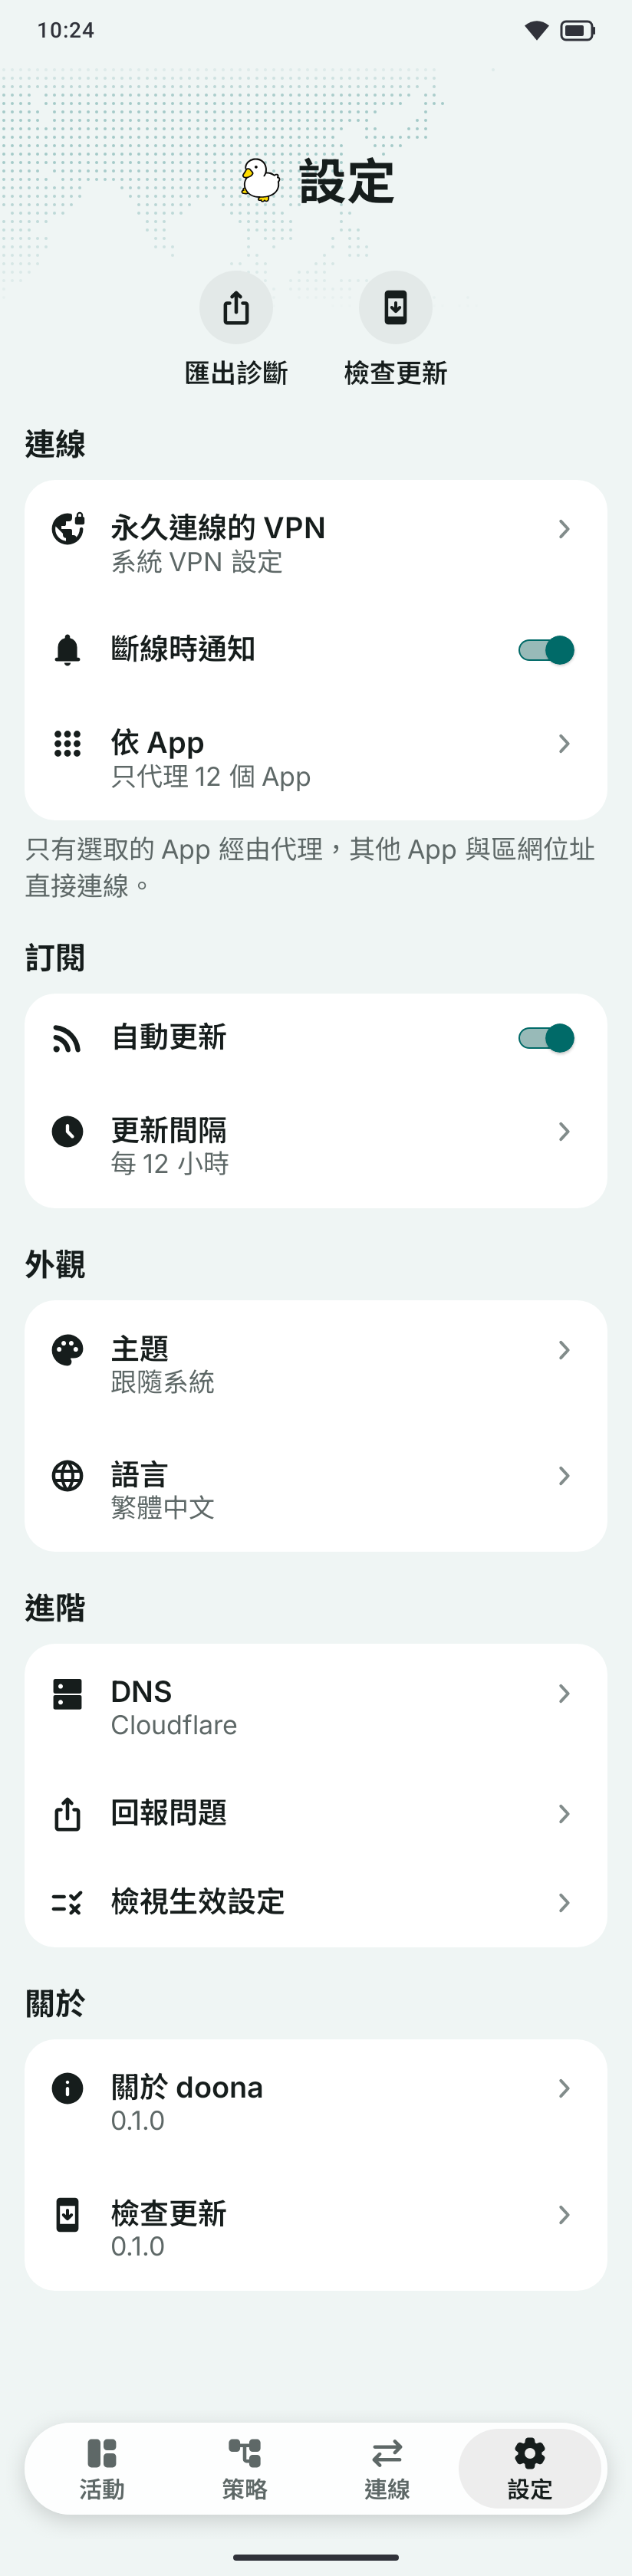 10:24
設定
匯出診斷
檢查更新
連線
永久連線的 VPN
系統 VPN 設定
斷線時通知
依 App
只代理 12 個 App
只有選取的 App 經由代理，其他 App 與區網位址
直接連線。
訂閱
自動更新
更新間隔
每 12 小時
外觀
主題
跟隨系統
語言
繁體中文
進階
DNS
Cloudflare
回報問題
檢視生效設定
關於
關於 doona
0.1.0
檢查更新
0.1.0
活動
策略
連線
設定